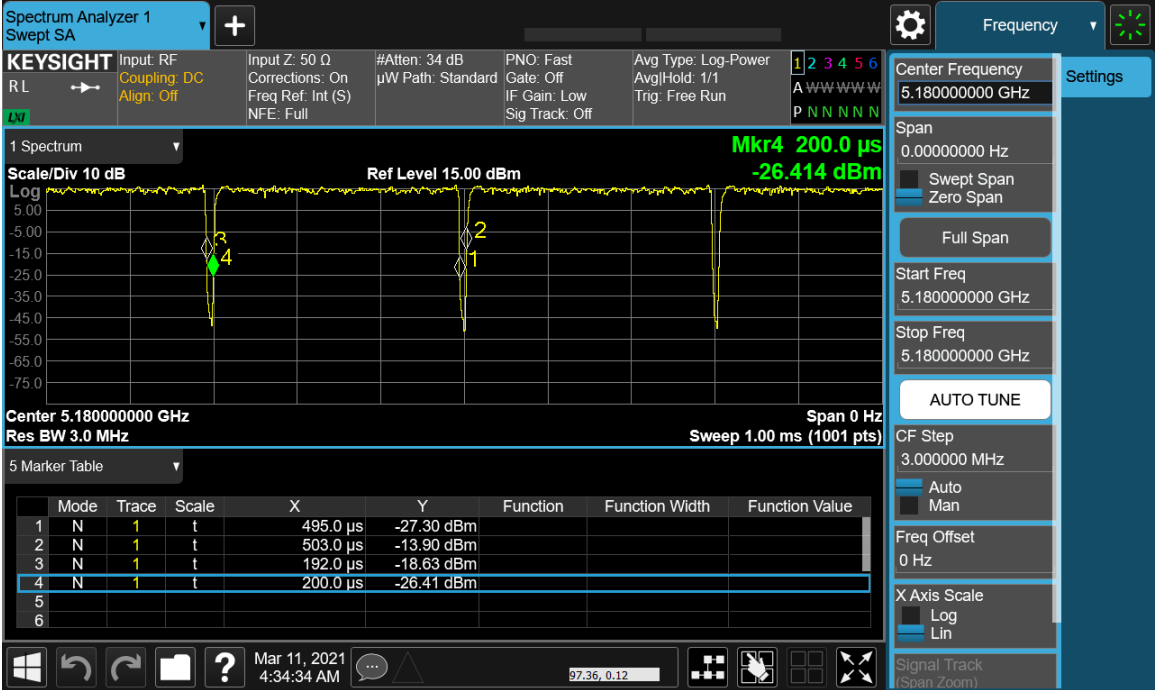 Spectrum Analyzer 1
Swept SA
Frequency
KEYSIGHT
R L
LXI
Input: RF
Coupling: DC
Align: Off
Input Z: 50 Ω
Corrections: On
Freq Ref: Int (S)
NFE: Full
#Atten: 34 dB
µW Path: Standard
PNO: Fast
Gate: Off
IF Gain: Low
Sig Track: Off
Avg Type: Log-Power
Avg|Hold: 1/1
Trig: Free Run
1 2 3 4 5 6
A W W W W W
P N N N N N
1 Spectrum
Mkr4 200.0 µs
-26.414 dBm
Scale/Div 10 dB
Ref Level 15.00 dBm
Log
5.00
-5.00
-15.0
-25.0
-35.0
-45.0
-55.0
-65.0
-75.0
3
4
2
1
Center 5.180000000 GHz
Span 0 Hz
Res BW 3.0 MHz
Sweep 1.00 ms (1001 pts)
5 Marker Table
Mode Trace Scale X Y Function Function Width Function Value
1 N 1 t 495.0 µs -27.30 dBm
2 N 1 t 503.0 µs -13.90 dBm
3 N 1 t 192.0 µs -18.63 dBm
4 N 1 t 200.0 µs -26.41 dBm
5
6
Center Frequency
5.180000000 GHz
Settings
Span
0.00000000 Hz
Swept Span
Zero Span
Full Span
Start Freq
5.180000000 GHz
Stop Freq
5.180000000 GHz
AUTO TUNE
CF Step
3.000000 MHz
Auto
Man
Freq Offset
0 Hz
X Axis Scale
Log
Lin
Signal Track
(Span Zoom)
?
Mar 11, 2021
4:34:34 AM
97.36, 0.12